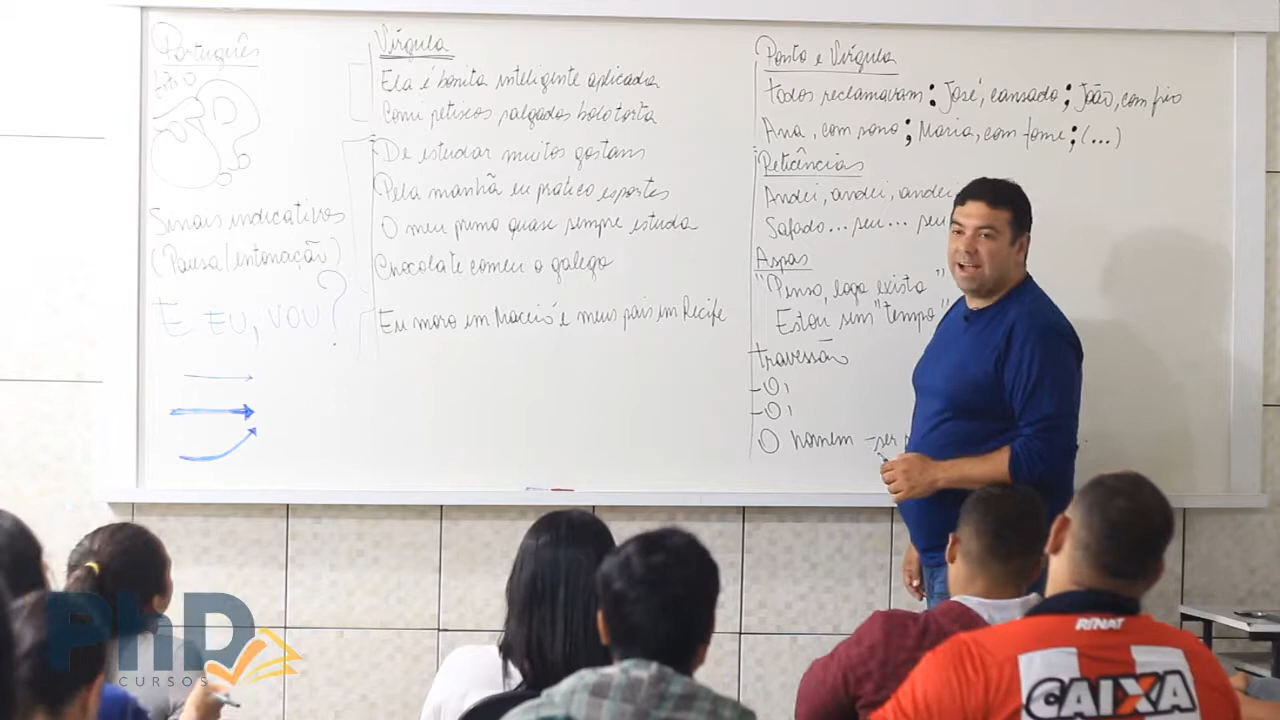 Português
Sinais indicativos
(Pausa/entonação)
E EU, VOU?
Vírgula
Ela é bonita inteligente aplicada
Comi petiscos salgados bolo torta
De estudar muitos gostam
Pela manhã eu pratico esportes
O meu primo quase sempre estuda
Chocolate comeu o galego
Eu moro em Maceió e meus pais em Recife
Ponto e Vírgula
todos reclamavam: José, cansado; João, com frio
Ana, com sono; Maria, com fome; (...)
Reticências
Andei, andei, andei
Safado... seu... seu
Aspas
"Penso, logo exista"
Estou sem "tempo"
travessão
- Oi
- Oi
O homem - ser
PhD
CURSOS
RINAT
CAIXA